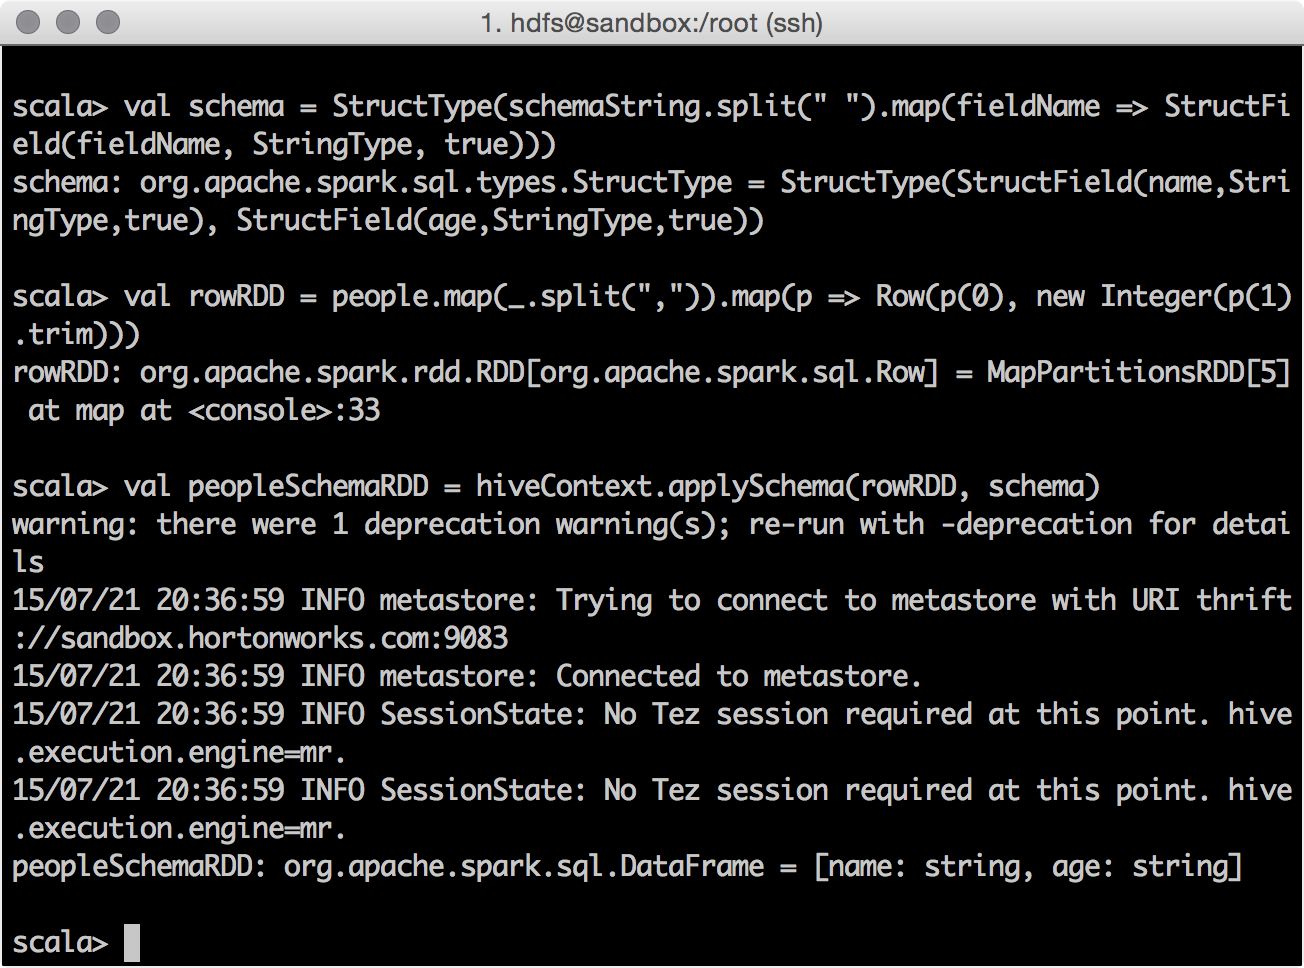 1. hdfs@sandbox:/root (ssh)
scala> val schema = StructType(schemaString.split(" ").map(fieldName => StructFi
eld(fieldName, StringType, true)))
schema: org.apache.spark.sql.types.StructType = StructType(StructField(name,Stri
ngType,true), StructField(age,StringType,true))
scala> val rowRDD = people.map(_.split(",")).map(p => Row(p(0), new Integer(p(1)
.trim)))
rowRDD: org.apache.spark.rdd.RDD[org.apache.spark.sql.Row] = MapPartitionsRDD[5]
 at map at <console>:33
scala> val peopleSchemaRDD = hiveContext.applySchema(rowRDD, schema)
warning: there were 1 deprecation warning(s); re-run with -deprecation for detai
ls
15/07/21 20:36:59 INFO metastore: Trying to connect to metastore with URI thrift
://sandbox.hortonworks.com:9083
15/07/21 20:36:59 INFO metastore: Connected to metastore.
15/07/21 20:36:59 INFO SessionState: No Tez session required at this point. hive
.execution.engine=mr.
15/07/21 20:36:59 INFO SessionState: No Tez session required at this point. hive
.execution.engine=mr.
peopleSchemaRDD: org.apache.spark.sql.DataFrame = [name: string, age: string]
scala>